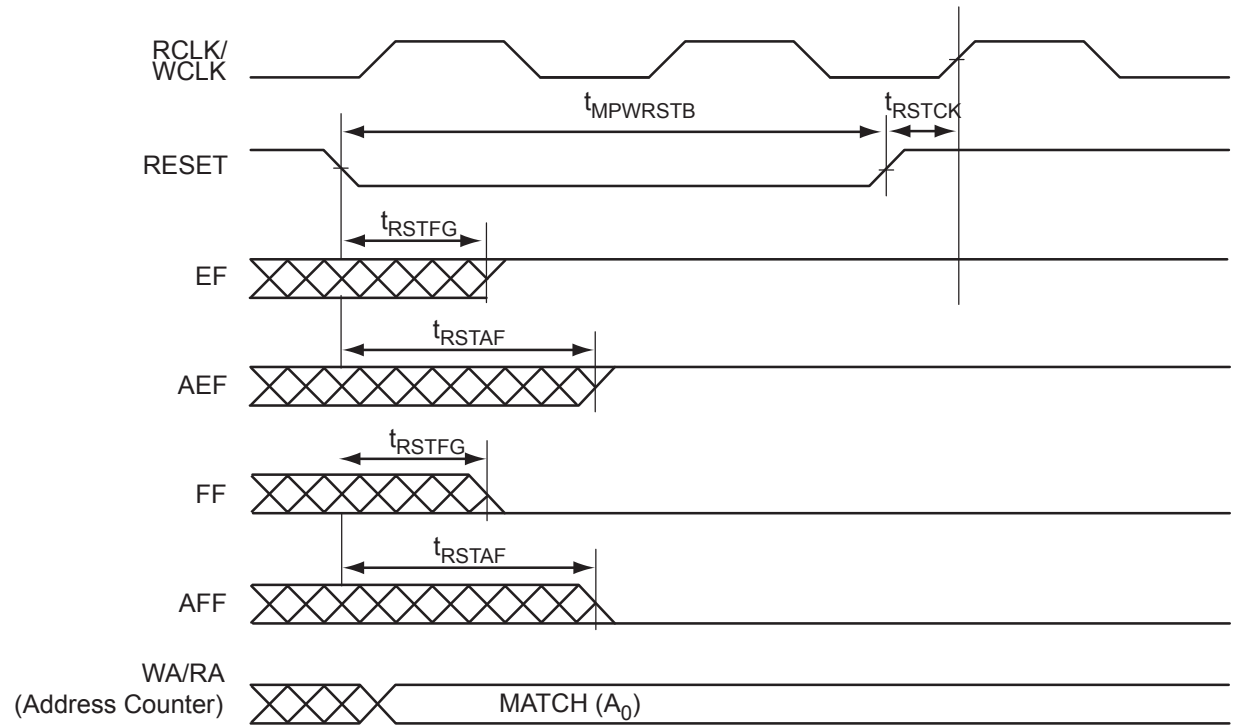 RCLK/
WCLK
tMPWRSTB
tRSTCK
RESET
tRSTFG
EF
tRSTAF
AEF
tRSTFG
FF
tRSTAF
AFF
WA/RA
(Address Counter)
MATCH (A0)